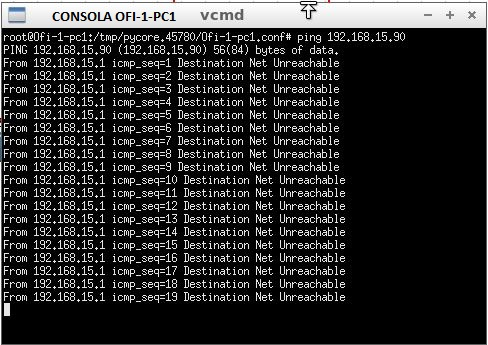 CONSOLA OFI-1-PC1 vcmd
root@Ofi-1-pc1:/tmp/pycore.45780/Ofi-1-pc1.conf# ping 192.168.15.90
PING 192.168.15.90 (192.168.15.90) 56(84) bytes of data.
From 192.168.15.1 icmp_seq=1 Destination Net Unreachable
From 192.168.15.1 icmp_seq=2 Destination Net Unreachable
From 192.168.15.1 icmp_seq=3 Destination Net Unreachable
From 192.168.15.1 icmp_seq=4 Destination Net Unreachable
From 192.168.15.1 icmp_seq=5 Destination Net Unreachable
From 192.168.15.1 icmp_seq=6 Destination Net Unreachable
From 192.168.15.1 icmp_seq=7 Destination Net Unreachable
From 192.168.15.1 icmp_seq=8 Destination Net Unreachable
From 192.168.15.1 icmp_seq=9 Destination Net Unreachable
From 192.168.15.1 icmp_seq=10 Destination Net Unreachable
From 192.168.15.1 icmp_seq=11 Destination Net Unreachable
From 192.168.15.1 icmp_seq=12 Destination Net Unreachable
From 192.168.15.1 icmp_seq=13 Destination Net Unreachable
From 192.168.15.1 icmp_seq=14 Destination Net Unreachable
From 192.168.15.1 icmp_seq=15 Destination Net Unreachable
From 192.168.15.1 icmp_seq=16 Destination Net Unreachable
From 192.168.15.1 icmp_seq=17 Destination Net Unreachable
From 192.168.15.1 icmp_seq=18 Destination Net Unreachable
From 192.168.15.1 icmp_seq=19 Destination Net Unreachable